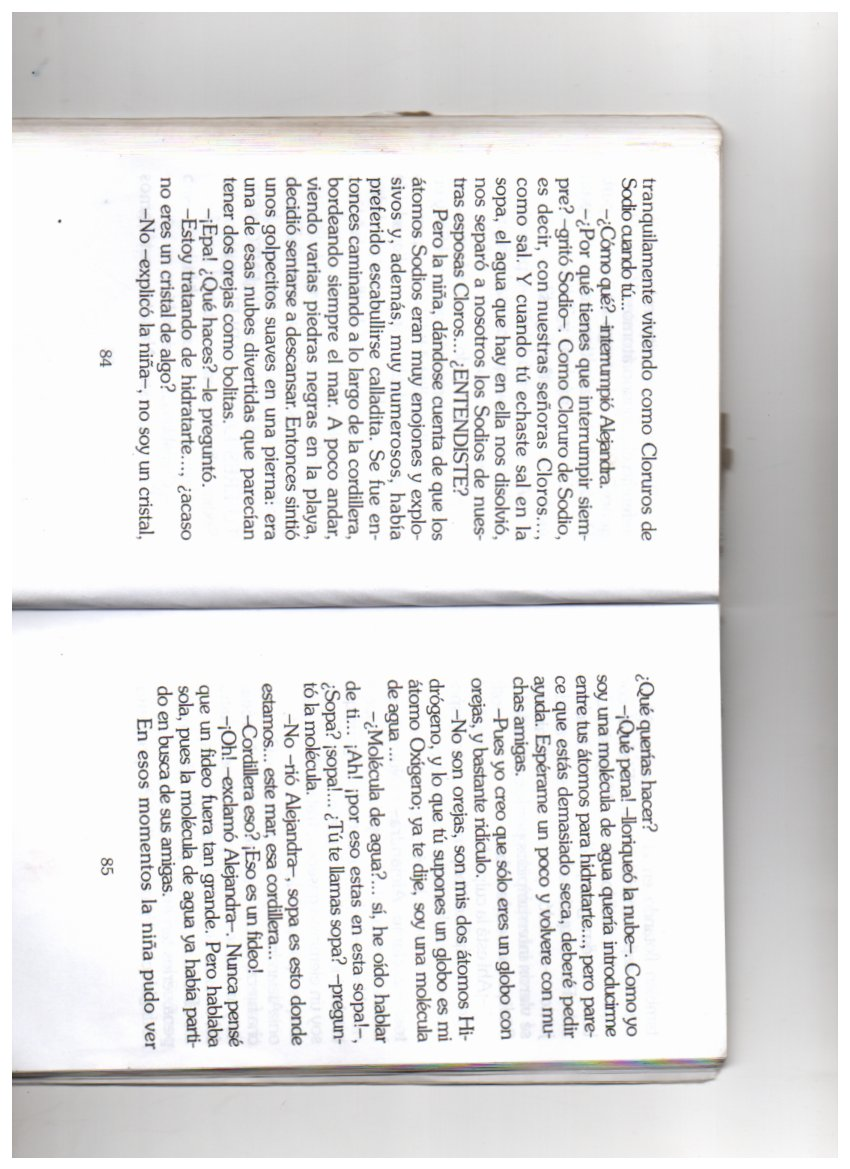 tranquilamente viviendo como Cloruros de
Sodio cuando tú...
–¿Cómo qué? –interrumpió Alejandra.
–¿Por qué tienes que interrumpir siem-
pre? –gritó Sodio–. Como Cloruro de Sodio,
es decir, con nuestras señoras Cloros...,
como sal. Y cuando tú echaste sal en la
sopa, el agua que hay en ella nos disolvió,
nos separó a nosotros los Sodios de nues-
tras esposas Cloros... ¿ENTENDISTE?
Pero la niña, dándose cuenta de que los
átomos Sodios eran muy enojones y explo-
sivos y, además, muy numerosos, había
preferido escabullirse calladita. Se fue en-
tonces caminando a lo largo de la cordillera,
bordeando siempre el mar. A poco andar,
viendo varias piedras negras en la playa,
decidió sentarse a descansar. Entonces sintió
unos golpecitos suaves en una pierna: era
una de esas nubes divertidas que parecían
tener dos orejas como bolitas.
–¡Epa! ¿Qué haces? –le preguntó.
–Estoy tratando de hidratarte..., ¿acaso
no eres un cristal de algo?
–No –explicó la niña–, no soy un cristal,
84
¿Qué querías hacer?
–¡Qué pena! –lloriqueó la nube–. Como yo
soy una molécula de agua quería introducirme
entre tus átomos para hidratarte..., pero pare-
ce que estás demasiado seca, deberé pedir
ayuda. Espérame un poco y volveré con mu-
chas amigas.
–Pues yo creo que sólo eres un globo con
orejas, y bastante ridículo.
–No son orejas, son mis dos átomos Hi-
drógeno, y lo que tú supones un globo es mi
átomo Oxígeno; ya te dije, soy una molécula
de agua ...
–¿Molécula de agua?... sí, he oído hablar
de ti... ¡Ah! ¡por eso estas en esta sopa!–,
¿Sopa? ¡sopa!... ¿Tú te llamas sopa? –pregun-
tó la molécula.
–No –rió Alejandra–, sopa es esto donde
estamos... este mar, esa cordillera...
–Cordillera eso? ¡Eso es un fideo!
–¡Oh! –exclamó Alejandra–. Nunca pensé
que un fideo fuera tan grande. Pero hablaba
sola, pues la molécula de agua ya había parti-
do en busca de sus amigas.
En esos momentos la niña pudo ver
85